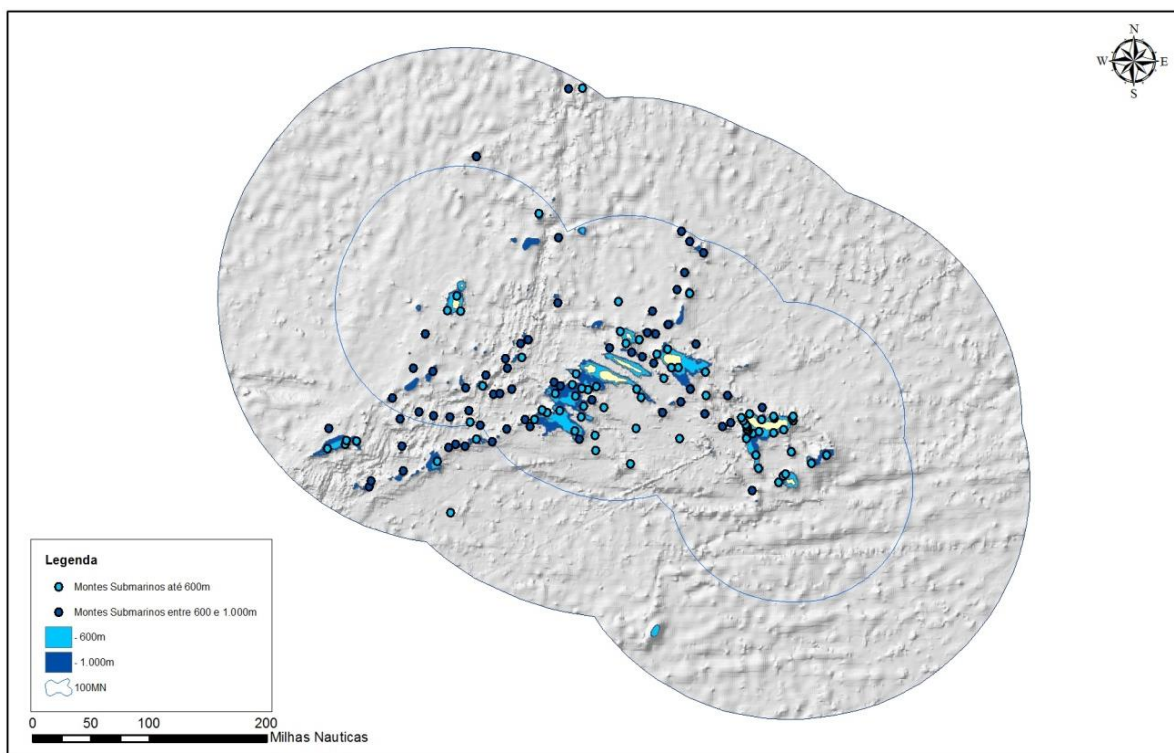 N
W E
S
Legenda
Montes Submarinos até 600m
Montes Submarinos entre 600 e 1.000m
- 600m
- 1.000m
100MN
0 50 100 200
Milhas Nauticas